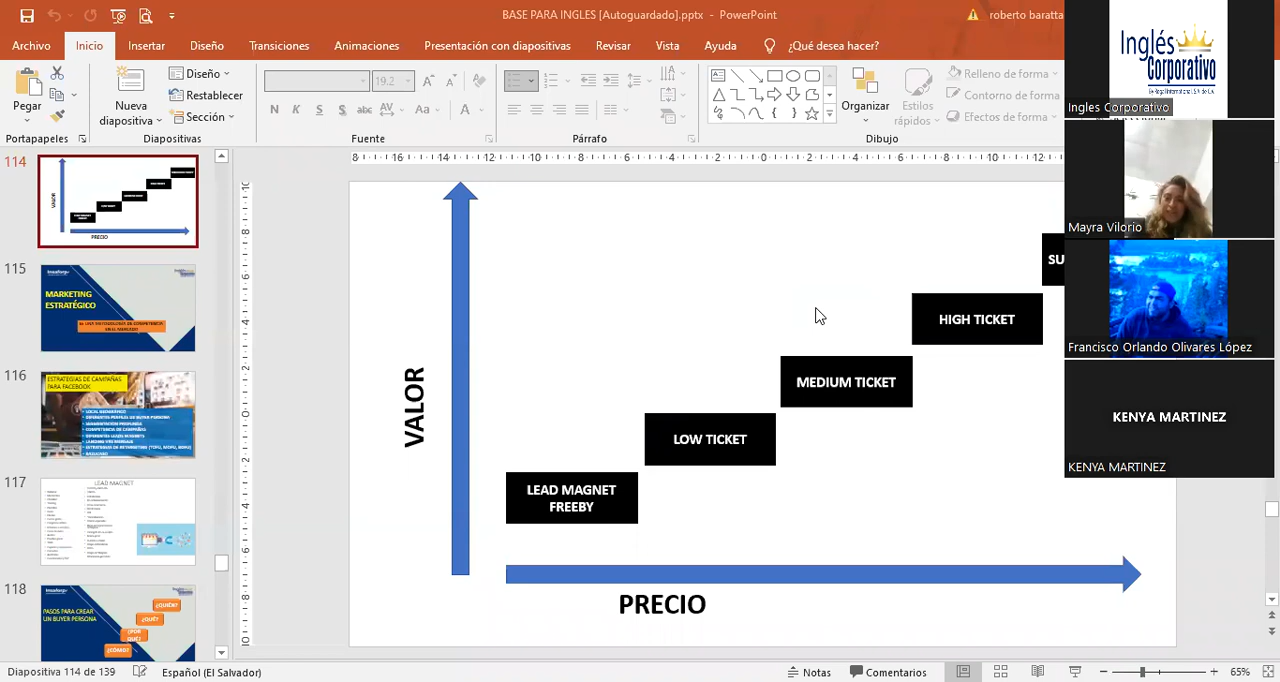 BASE PARA INGLES [Autoguardado].pptx - PowerPoint
roberto baratta
Archivo Inicio Insertar Diseño Transiciones Animaciones Presentación con diapositivas Revisar Vista Ayuda ¿Qué desea hacer?
Pegar
Nueva
diapositiva
Diseño
Restablecer
Sección
19.2
N K S S abc AV Aa A
Organizar
Estilos
rápidos
Relleno de forma
Contorno de forma
Efectos de forma
Portapapeles Diapositivas Fuente Párrafo Dibujo
Inglés
Corporativo
Ingles Corporativo
Mayra Vilorio
Francisco Orlando Olivares López
KENYA MARTINEZ
KENYA MARTINEZ
114
VALOR
PRECIO
115
MARKETING
ESTRATÉGICO
116
ESTRATEGIAS DE CAMPAÑAS
PARA FACEBOOK
117
LEAD MAGNET
118
PASOS PARA CREAR
UN BUYER PERSONA
¿QUIÉN?
¿QUÉ?
¿POR
QUÉ?
¿CÓMO?
VALOR
SU
HIGH TICKET
MEDIUM TICKET
LOW TICKET
LEAD MAGNET
FREEBY
PRECIO
Diapositiva 114 de 139 Español (El Salvador) Notas Comentarios 65%